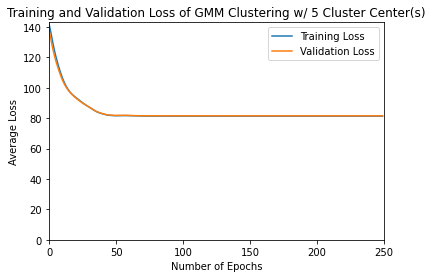 Training and Validation Loss of GMM Clustering w/ 5 Cluster Center(s)
Training Loss
Validation Loss
Average Loss
140
120
100
80
60
40
20
0
0 50 100 150 200 250
Number of Epochs